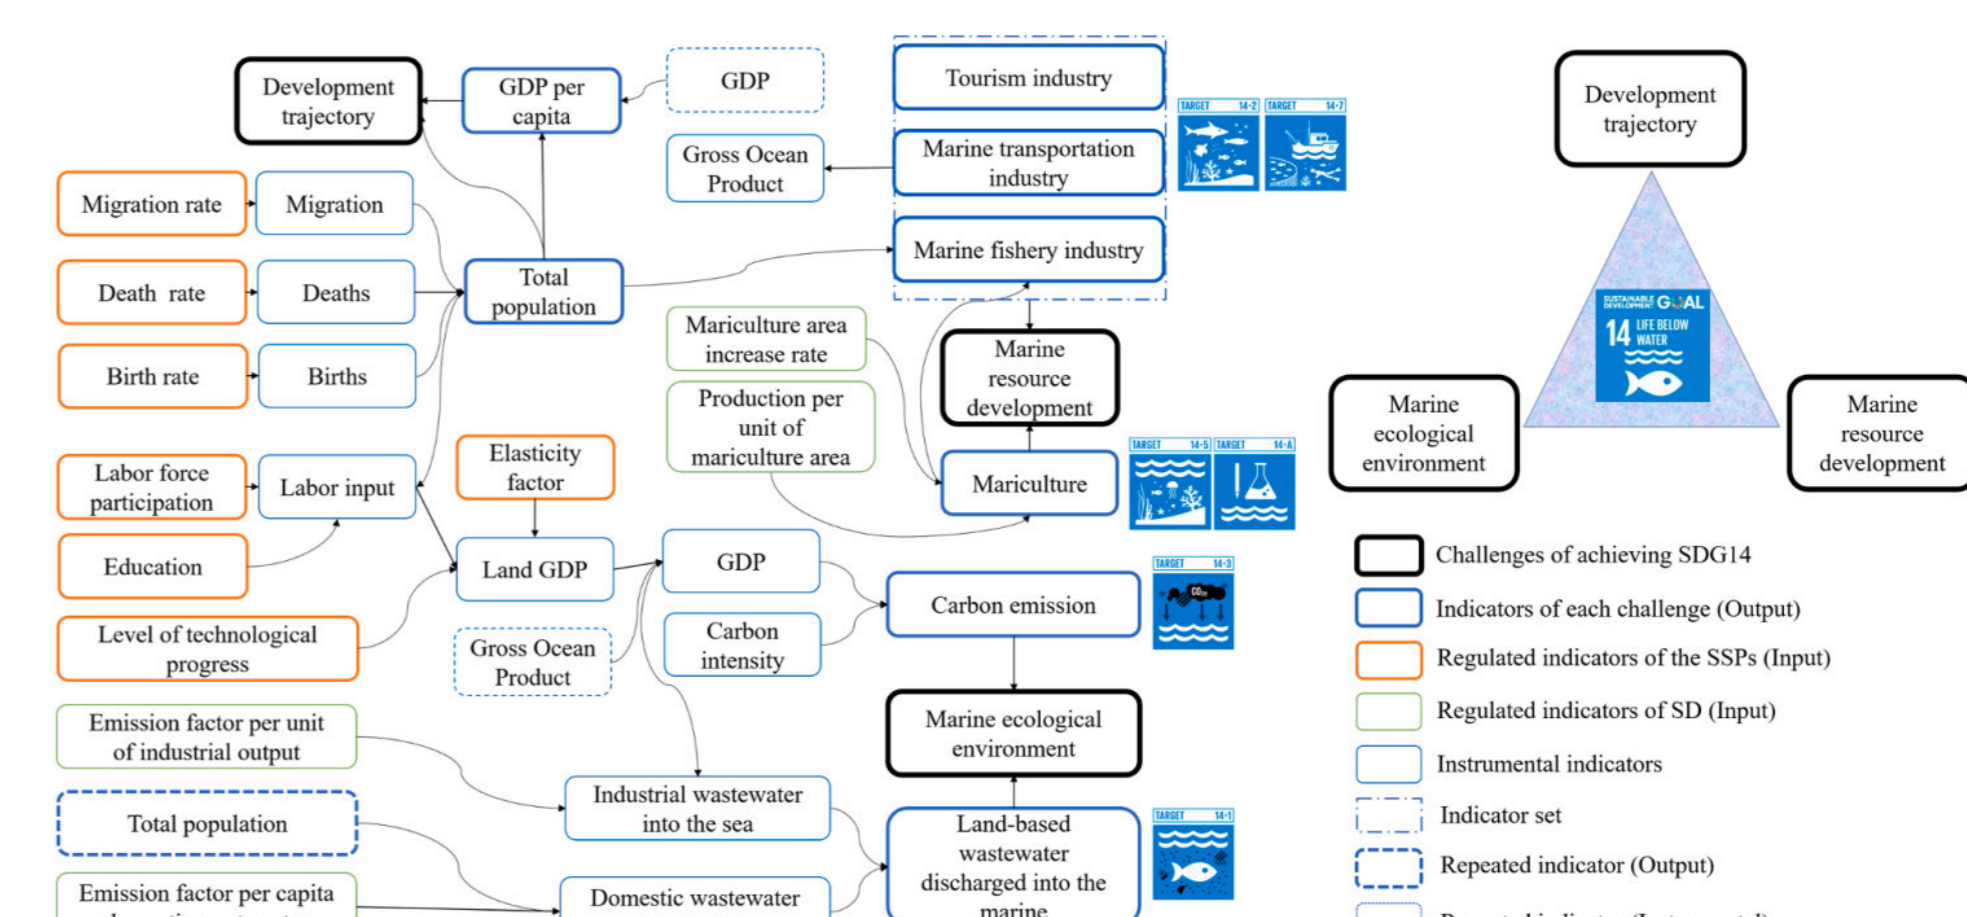 Development
trajectory
GDP per
capita
GDP
Gross Ocean
Product
Tourism industry
Marine transportation
industry
Marine fishery industry
TARGET 14-2
TARGET 14-7
Migration rate
Migration
Death rate
Deaths
Birth rate
Births
Total
population
Mariculture area
increase rate
Production per
unit of
mariculture area
Marine
resource
development
Mariculture
TARGET 14-5
TARGET 14-A
Labor force
participation
Labor input
Education
Elasticity
factor
Land GDP
GDP
Level of technological
progress
Gross Ocean
Product
Carbon
intensity
Carbon emission
TARGET 14-3
Marine ecological
environment
Emission factor per unit
of industrial output
Total population
Emission factor per capita
Industrial wastewater
into the sea
Domestic wastewater
Land-based
wastewater
discharged into the
marine
TARGET 14-1
Development
trajectory
SUSTAINABLE
DEVELOPMENT GOAL
14 LIFE BELOW
WATER
Marine
ecological
environment
Marine
resource
development
Challenges of achieving SDG14
Indicators of each challenge (Output)
Regulated indicators of the SSPs (Input)
Regulated indicators of SD (Input)
Instrumental indicators
Indicator set
Repeated indicator (Output)